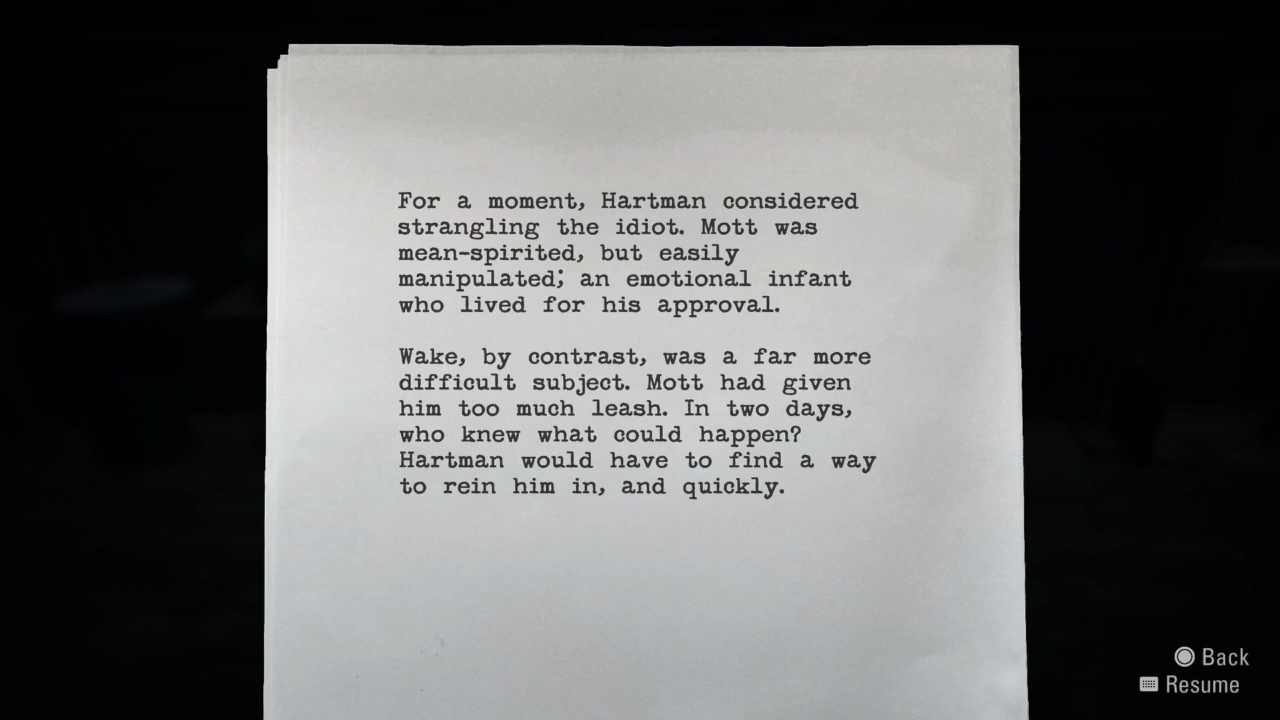 For a moment, Hartman considered
strangling the idiot. Mott was
mean-spirited, but easily
manipulated; an emotional infant
who lived for his approval.
Wake, by contrast, was a far more
difficult subject. Mott had given
him too much leash. In two days,
who knew what could happen?
Hartman would have to find a way
to rein him in, and quickly.
Back
Resume